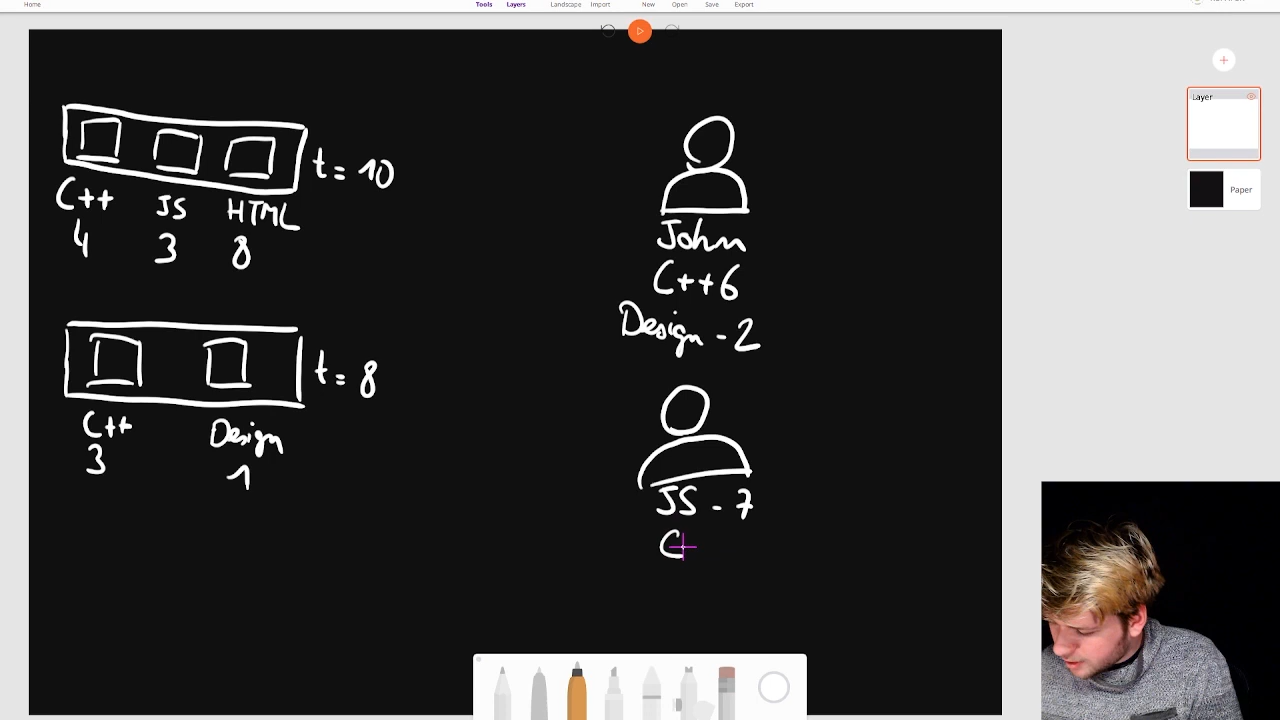 Home Tools Layers Landscape Import New Open Save Export
Layer
Paper
t = 10
C++ JS HTML
4 3 8
t = 8
C++ Design
3 1
John
C++ 6
Design - 2
JS - 7
C